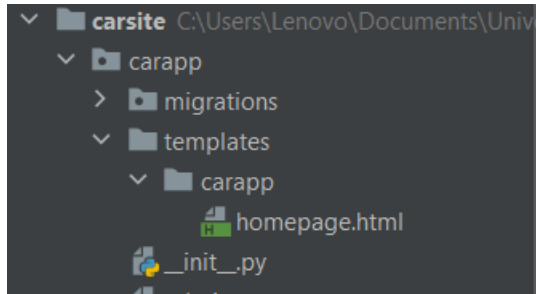 carsite C:\Users\Lenovo\Documents\Univ
carapp
migrations
templates
carapp
homepage.html
__init__.py